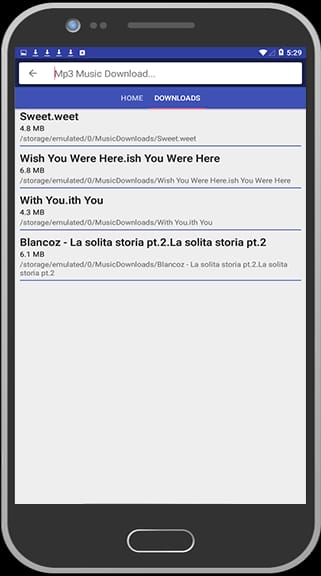 5:29
Mp3 Music Download...
HOME DOWNLOADS
Sweet.weet
4.8 MB
/storage/emulated/0/MusicDownloads/Sweet.weet
Wish You Were Here.ish You Were Here
6.8 MB
/storage/emulated/0/MusicDownloads/Wish You Were Here.ish You Were Here
With You.ith You
4.3 MB
/storage/emulated/0/MusicDownloads/With You.ith You
Blancoz - La solita storia pt.2.La solita storia pt.2
6.1 MB
/storage/emulated/0/MusicDownloads/Blancoz - La solita storia pt.2.La solita
storia pt.2